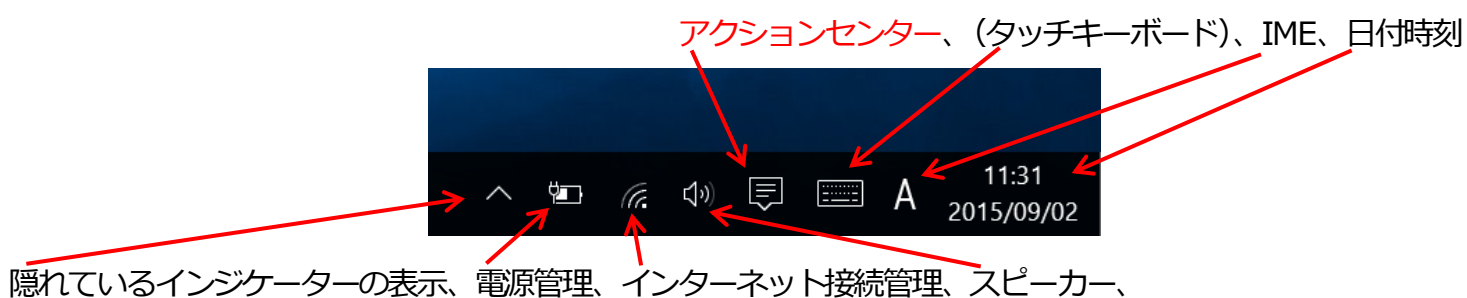 アクションセンター、（タッチキーボード）、IME、日付時刻
A
11:31
2015/09/02
隠れているインジケーターの表示、電源管理、インターネット接続管理、スピーカー、